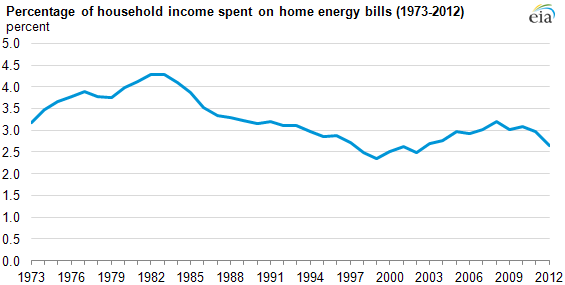 Percentage of household income spent on home energy bills (1973-2012)
percent
eia
5.0
4.5
4.0
3.5
3.0
2.5
2.0
1.5
1.0
0.5
0.0
1973 1976 1979 1982 1985 1988 1991 1994 1997 2000 2003 2006 2009 2012